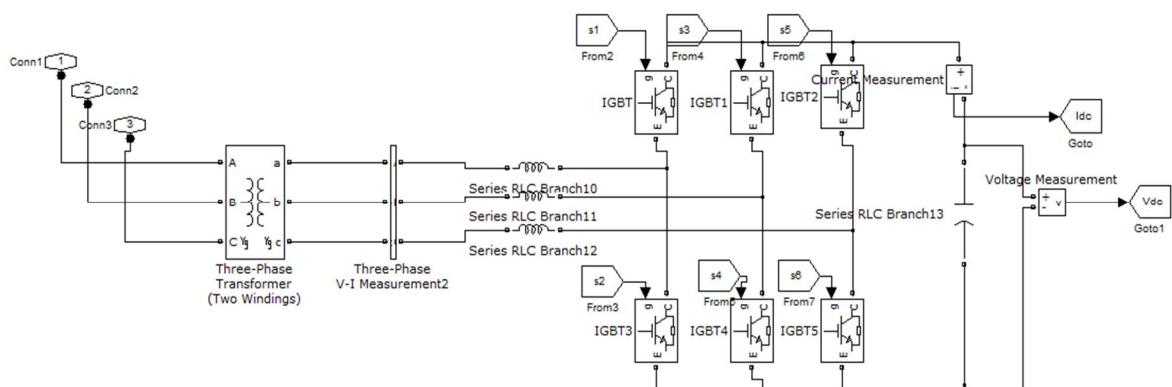 s1
s3
s5
From2
From4
From6
1
Conn1
2
Conn2
3
Conn3
g
C
E
IGBT
g
C
E
IGBT1
g
C
E
IGBT2
Current Measurement
+
-
i
Idc
Goto
A
B
C
Yg
a
b
c
Yg
Three-Phase
Transformer
(Two Windings)
Three-Phase
V-I Measurement2
Series RLC Branch10
Series RLC Branch11
Series RLC Branch12
Series RLC Branch13
Voltage Measurement
+
-
v
Vdc
Goto1
s2
s4
s6
From3
From7
g
C
E
IGBT3
g
C
E
IGBT4
g
C
E
IGBT5